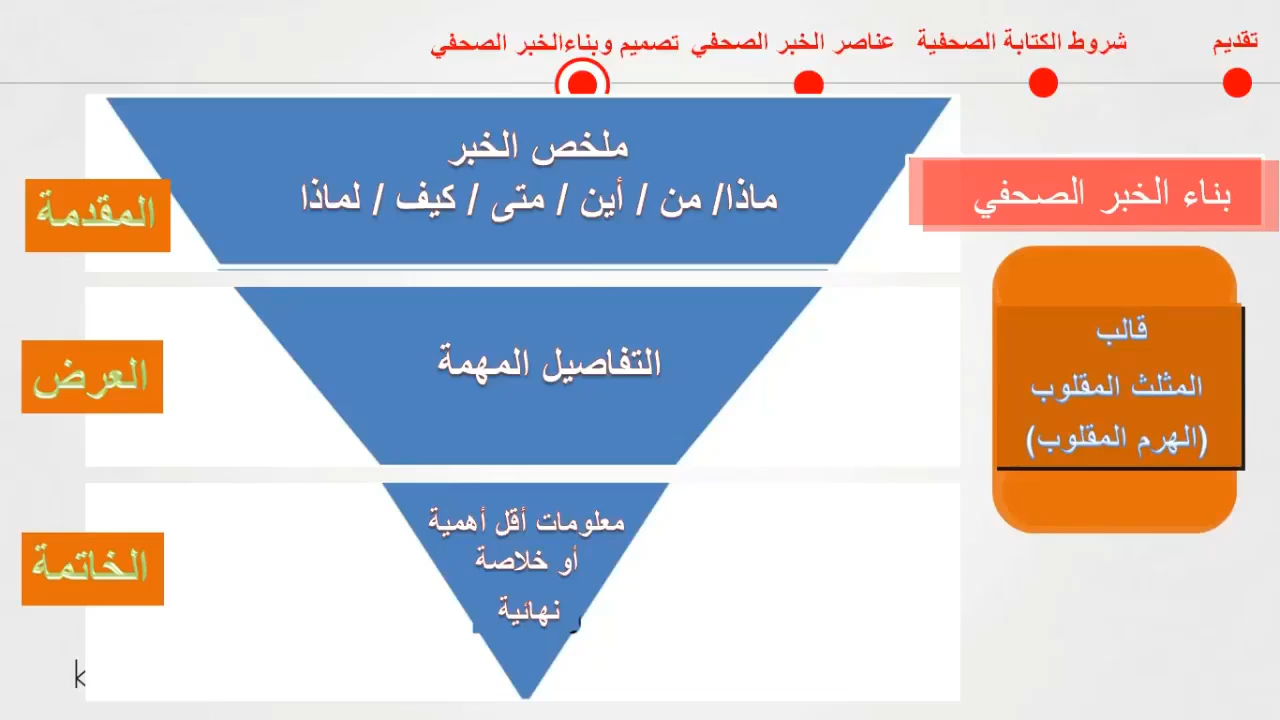 تقديم
شروط الكتابة الصحفية
عناصر الخبر الصحفي
تصميم وبناءالخبر الصحفي
بناء الخبر الصحفي
قالب
المثلث المقلوب
(الهرم المقلوب)
المقدمة
ملخص الخبر
ماذا/ من / أين / متى / كيف / لماذا
العرض
التفاصيل المهمة
الخاتمة
معلومات أقل أهمية
أو خلاصة
نهائية